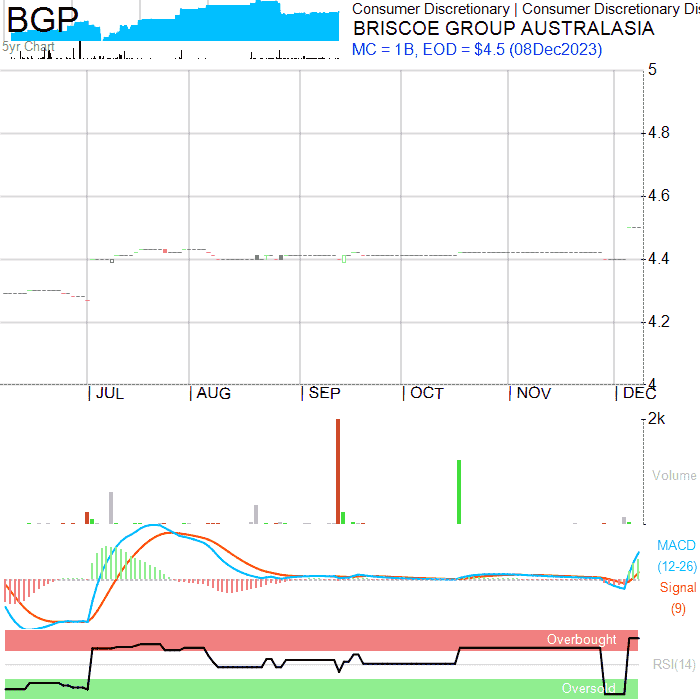 BGP
5yr Chart
Consumer Discretionary | Consumer Discretionary Dis
BRISCOE GROUP AUSTRALASIA
MC = 1B, EOD = $4.5 (08Dec2023)
5
4.8
4.6
4.4
4.2
4
JUL AUG SEP OCT NOV DEC
2k
Volume
MACD
(12-26)
Signal
(9)
Overbought
RSI(14)
Oversold